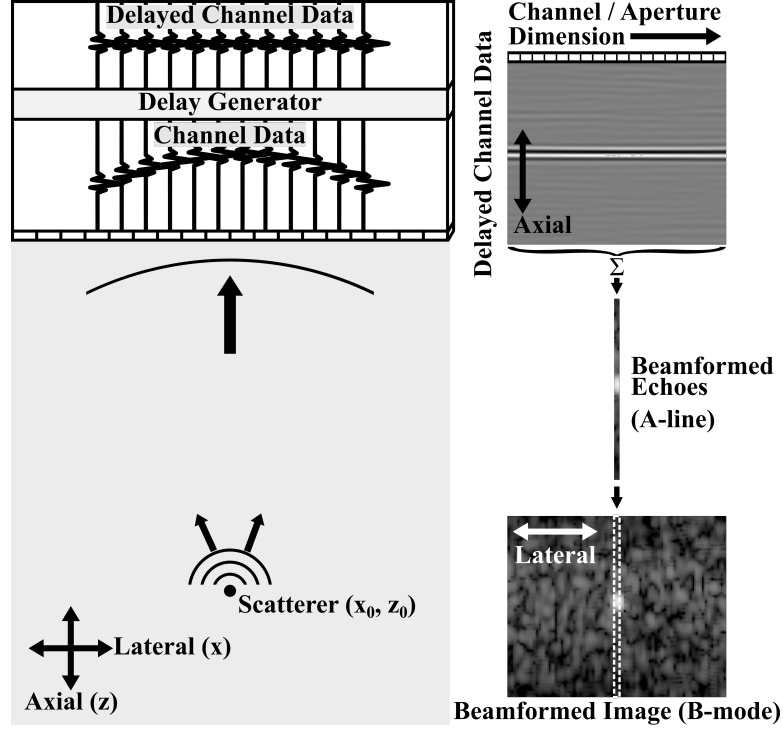 Delayed Channel Data
Delay Generator
Channel Data
Scatterer (x₀, z₀)
Lateral (x)
Axial (z)
Channel / Aperture
Dimension
Delayed Channel Data
Axial
Σ
Beamformed
Echoes
(A-line)
Lateral
Beamformed Image (B-mode)